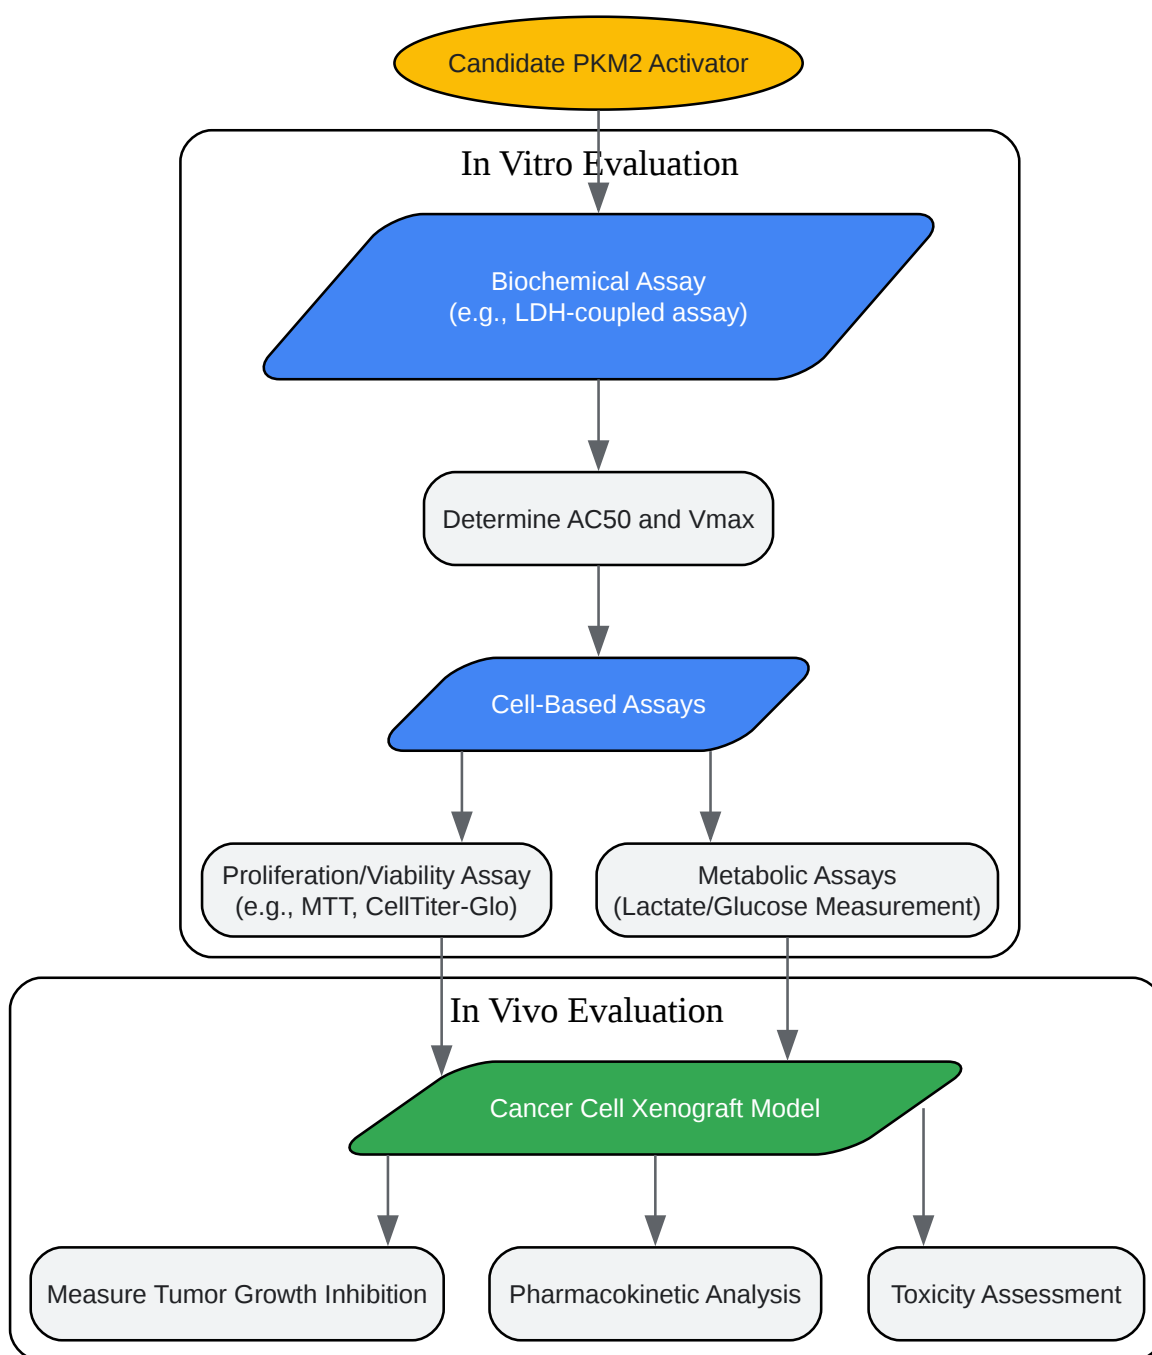 Candidate PKM2 Activator
In Vitro Evaluation
Biochemical Assay
(e.g., LDH-coupled assay)
Determine AC50 and Vmax
Cell-Based Assays
Proliferation/Viability Assay
(e.g., MTT, CellTiter-Glo)
Metabolic Assays
(Lactate/Glucose Measurement)
In Vivo Evaluation
Cancer Cell Xenograft Model
Measure Tumor Growth Inhibition
Pharmacokinetic Analysis
Toxicity Assessment